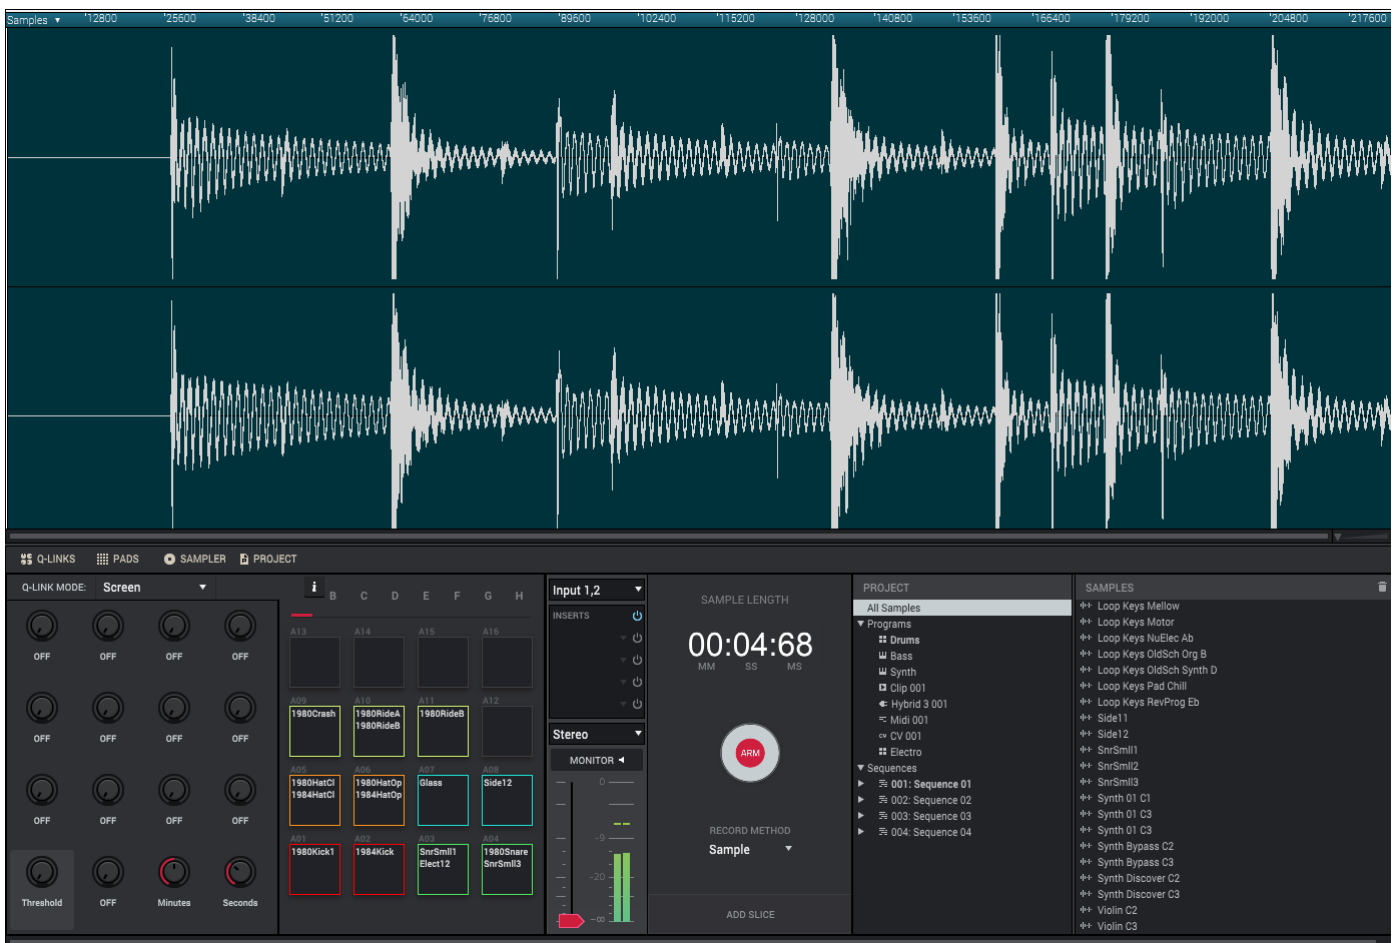 Samples ▼ 12800 25600 38400 51200 64000 76800 89600 102400 115200 128000 140800 153600 166400 179200 192000 204800 217600
Q-LINKS PADS SAMPLER PROJECT
Q-LINK MODE: Screen
OFF OFF OFF OFF
OFF OFF OFF OFF
OFF OFF OFF OFF
Threshold OFF Minutes Seconds
i B C D E F G H
A13 A14 A15 A16
A09 A10 A11 A12
1980Crash 1980RideA 1980RideB
1980RideB
A05 A06 A07 A08
1980HatCl 1980HatOp Glass Side12
1984HatCl 1984HatOp
A01 A02 A03 A04
1980Kick1 1984Kick SnrSmll1 1980Snare
Elect12 SnrSmll3
Input 1,2
INSERTS
Stereo
MONITOR
0
-9
-20
-∞
SAMPLE LENGTH
00:04:68
MM SS MS
ARM
RECORD METHOD
Sample
ADD SLICE
PROJECT
All Samples
Programs
Drums
Bass
Synth
Clip 001
Hybrid 3 001
Midi 001
CV CV 001
Electro
Sequences
001: Sequence 01
002: Sequence 02
003: Sequence 03
004: Sequence 04
SAMPLES
Loop Keys Mellow
Loop Keys Motor
Loop Keys NuElec Ab
Loop Keys OldSch Org B
Loop Keys OldSch Synth D
Loop Keys Pad Chill
Loop Keys RevProg Eb
Side11
Side12
SnrSmll1
SnrSmll2
SnrSmll3
Synth 01 C1
Synth 01 C3
Synth 01 C3
Synth Bypass C2
Synth Bypass C3
Synth Discover C2
Synth Discover C3
Violin C2
Violin C3